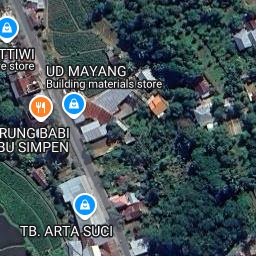 TTIWI
e store
UD MAYANG
Building materials store
RUNG BABI
BU SIMPEN
TB. ARTA SUCI